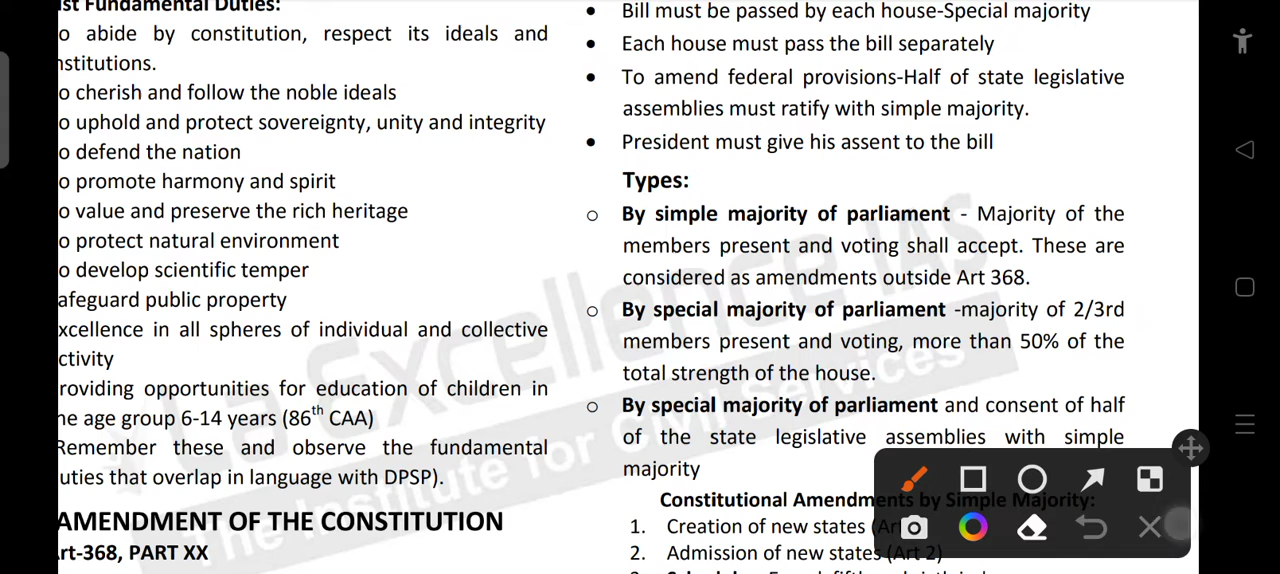 ist Fundamental Duties:
o abide by constitution, respect its ideals and
nstitutions.
o cherish and follow the noble ideals
o uphold and protect sovereignty, unity and integrity
o defend the nation
o promote harmony and spirit
o value and preserve the rich heritage
o protect natural environment
o develop scientific temper
afeguard public property
xcellence in all spheres of individual and collective
ctivity
roviding opportunities for education of children in
he age group 6-14 years (86th CAA)
Remember these and observe the fundamental
uties that overlap in language with DPSP).
AMENDMENT OF THE CONSTITUTION
rt-368, PART XX
• Bill must be passed by each house-Special majority
• Each house must pass the bill separately
• To amend federal provisions-Half of state legislative
assemblies must ratify with simple majority.
• President must give his assent to the bill
Types:
o By simple majority of parliament - Majority of the
members present and voting shall accept. These are
considered as amendments outside Art 368.
o By special majority of parliament -majority of 2/3rd
members present and voting, more than 50% of the
total strength of the house.
o By special majority of parliament and consent of half
of the state legislative assemblies with simple
majority
Constitutional Amendments by Simple Majority:
1. Creation of new states (Ar
2. Admission of new states (Art 2)
La Excellence IAS
The Institute for Civil Services